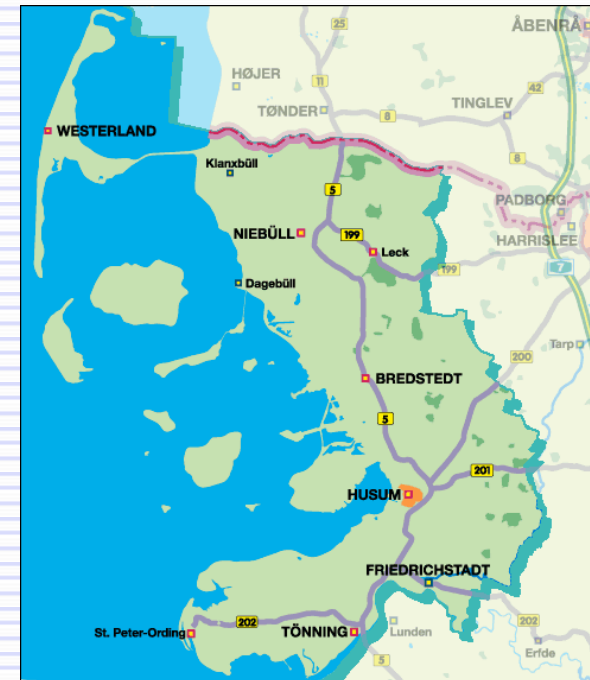 25
ÅBENRÅ
HØJER
11
42
TØNDER
8
TINGLEV
WESTERLAND
8
Klanxbüll
5
PADBORG
NIEBÜLL
199
HARRISLEE
Leck
199
7
Dagebüll
Tarp
200
BREDSTEDT
5
201
HUSUM
FRIEDRICHSTADT
202
St. Peter-Ording
TÖNNING
Lunden
202
Erfde
5